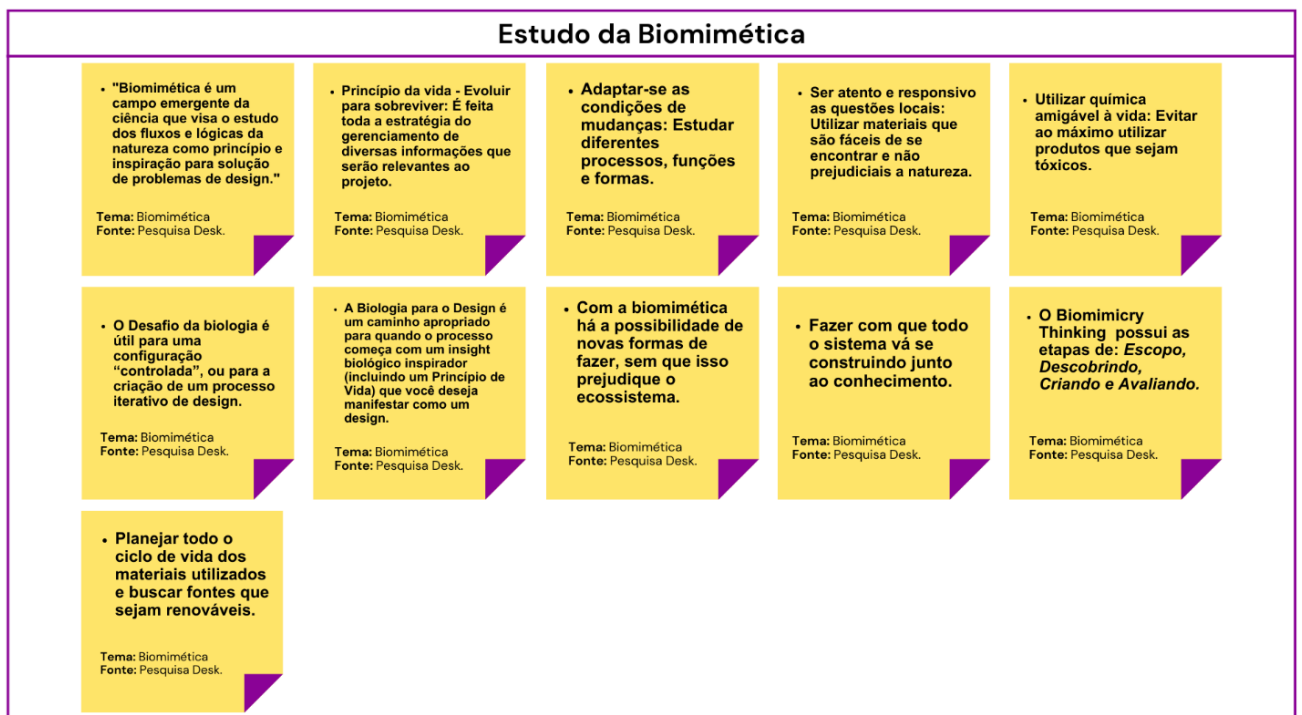 Estudo da Biomimética
• "Biomimética é um
campo emergente da
ciência que visa o estudo
dos fluxos e lógicas da
natureza como princípio e
inspiração para solução
de problemas de design."
Tema: Biomimética
Fonte: Pesquisa Desk.
• Princípio da vida - Evoluir
para sobreviver: É feita
toda a estratégia do
gerenciamento de
diversas informações que
serão relevantes ao
projeto.
Tema: Biomimética
Fonte: Pesquisa Desk.
• Adaptar-se as
condições de
mudanças: Estudar
diferentes
processos, funções
e formas.
Tema: Biomimética
Fonte: Pesquisa Desk.
• Ser atento e responsivo
as questões locais:
Utilizar materiais que
são fáceis de se
encontrar e não
prejudiciais a natureza.
Tema: Biomimética
Fonte: Pesquisa Desk.
• Utilizar química
amigável à vida: Evitar
ao máximo utilizar
produtos que sejam
tóxicos.
Tema: Biomimética
Fonte: Pesquisa Desk.
• O Desafio da biologia é
útil para uma
configuração
“controlada”, ou para a
criação de um processo
iterativo de design.
Tema: Biomimética
Fonte: Pesquisa Desk.
• A Biologia para o Design é
um caminho apropriado
para quando o processo
começa com um insight
biológico inspirador
(incluindo um Princípio de
Vida) que você deseja
manifestar como um
design.
Tema: Biomimética
Fonte: Pesquisa Desk.
• Com a biomimética
há a possibilidade de
novas formas de
fazer, sem que isso
prejudique o
ecossistema.
Tema: Biomimética
Fonte: Pesquisa Desk.
• Fazer com que todo
o sistema vá se
construindo junto
ao conhecimento.
Tema: Biomimética
Fonte: Pesquisa Desk.
• O Biomimicry
Thinking possui as
etapas de: Escopo,
Descobrindo,
Criando e Avaliando.
Tema: Biomimética
Fonte: Pesquisa Desk.
• Planejar todo o
ciclo de vida dos
materiais utilizados
e buscar fontes que
sejam renováveis.
Tema: Biomimética
Fonte: Pesquisa Desk.